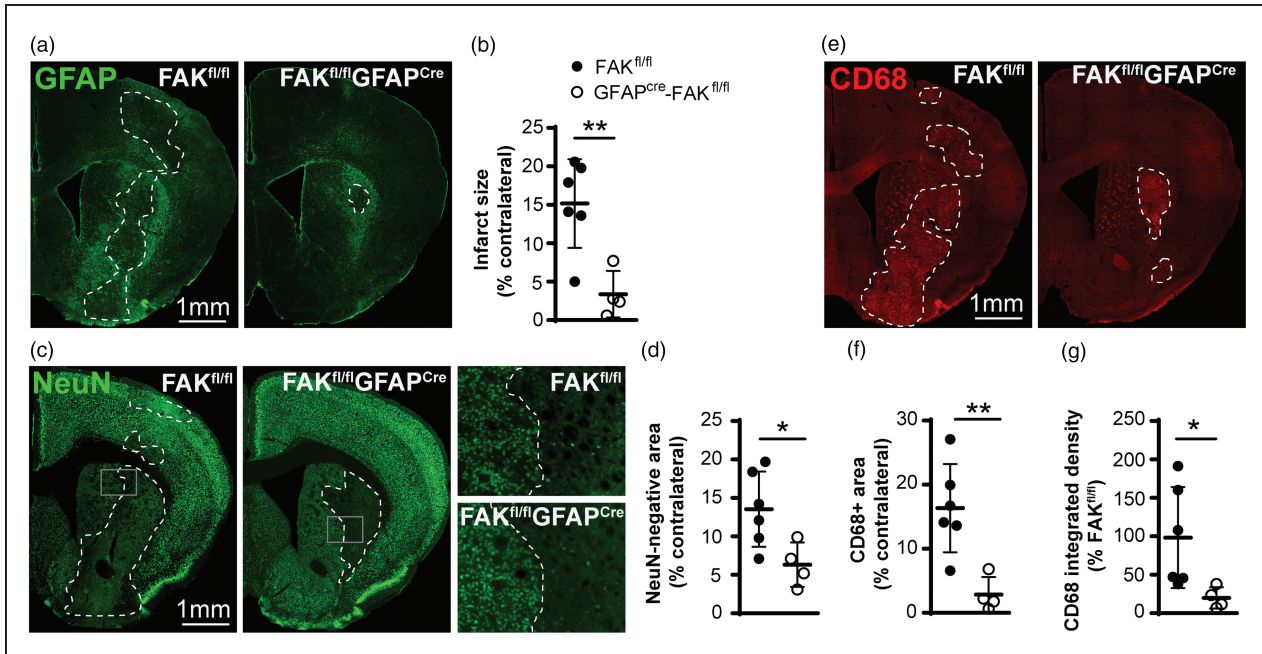 (a)
GFAP FAKfl/fl
FAKfl/flGFAPCre
1mm
(b)
FAKfl/fl
GFAPcre-FAKfl/fl
**
25
20
15
10
5
0
Infarct size
(% contralateral)
(e)
CD68 FAKfl/fl
FAKfl/flGFAPCre
1mm
(c)
NeuN FAKfl/fl
FAKfl/flGFAPCre
1mm
FAKfl/fl
FAKfl/flGFAPCre
(d)
*
25
20
15
10
5
0
NeuN-negative area
(% contralateral)
(f)
**
30
20
10
0
CD68+ area
(% contralateral)
(g)
*
250
200
150
100
50
0
CD68 integrated density
(% FAKfl/fl)